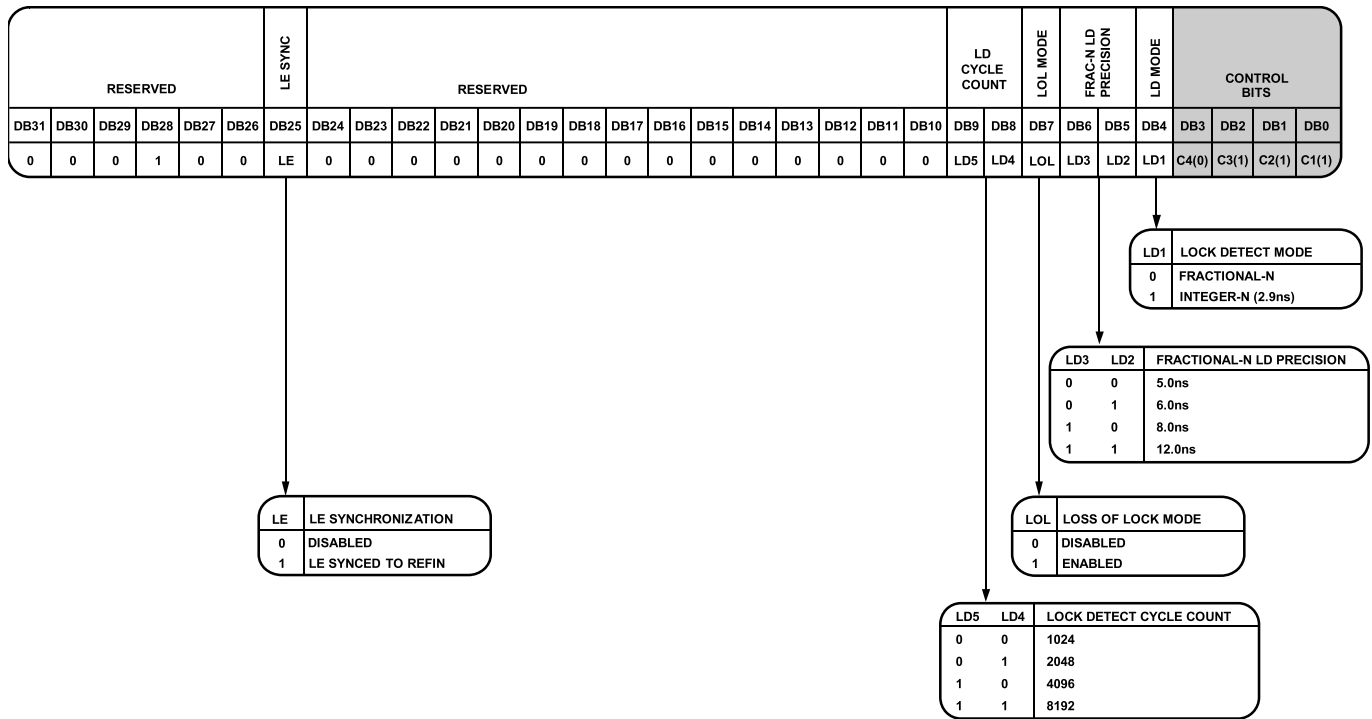 RESERVED
LE SYNC
RESERVED
LD
CYCLE
COUNT
LOL MODE
FRAC-N LD
PRECISION
LD MODE
CONTROL
BITS
DB31 DB30 DB29 DB28 DB27 DB26 DB25 DB24 DB23 DB22 DB21 DB20 DB19 DB18 DB17 DB16 DB15 DB14 DB13 DB12 DB11 DB10 DB9 DB8 DB7 DB6 DB5 DB4 DB3 DB2 DB1 DB0
0 0 0 1 0 0 LE 0 0 0 0 0 0 0 0 0 0 0 0 0 0 0 LD5 LD4 LOL LD3 LD2 LD1 C4(0) C3(1) C2(1) C1(1)
LD1 LOCK DETECT MODE
0 FRACTIONAL-N
1 INTEGER-N (2.9ns)
LD3 LD2 FRACTIONAL-N LD PRECISION
0 0 5.0ns
0 1 6.0ns
1 0 8.0ns
1 1 12.0ns
LE LE SYNCHRONIZATION
0 DISABLED
1 LE SYNCED TO REFIN
LOL LOSS OF LOCK MODE
0 DISABLED
1 ENABLED
LD5 LD4 LOCK DETECT CYCLE COUNT
0 0 1024
0 1 2048
1 0 4096
1 1 8192